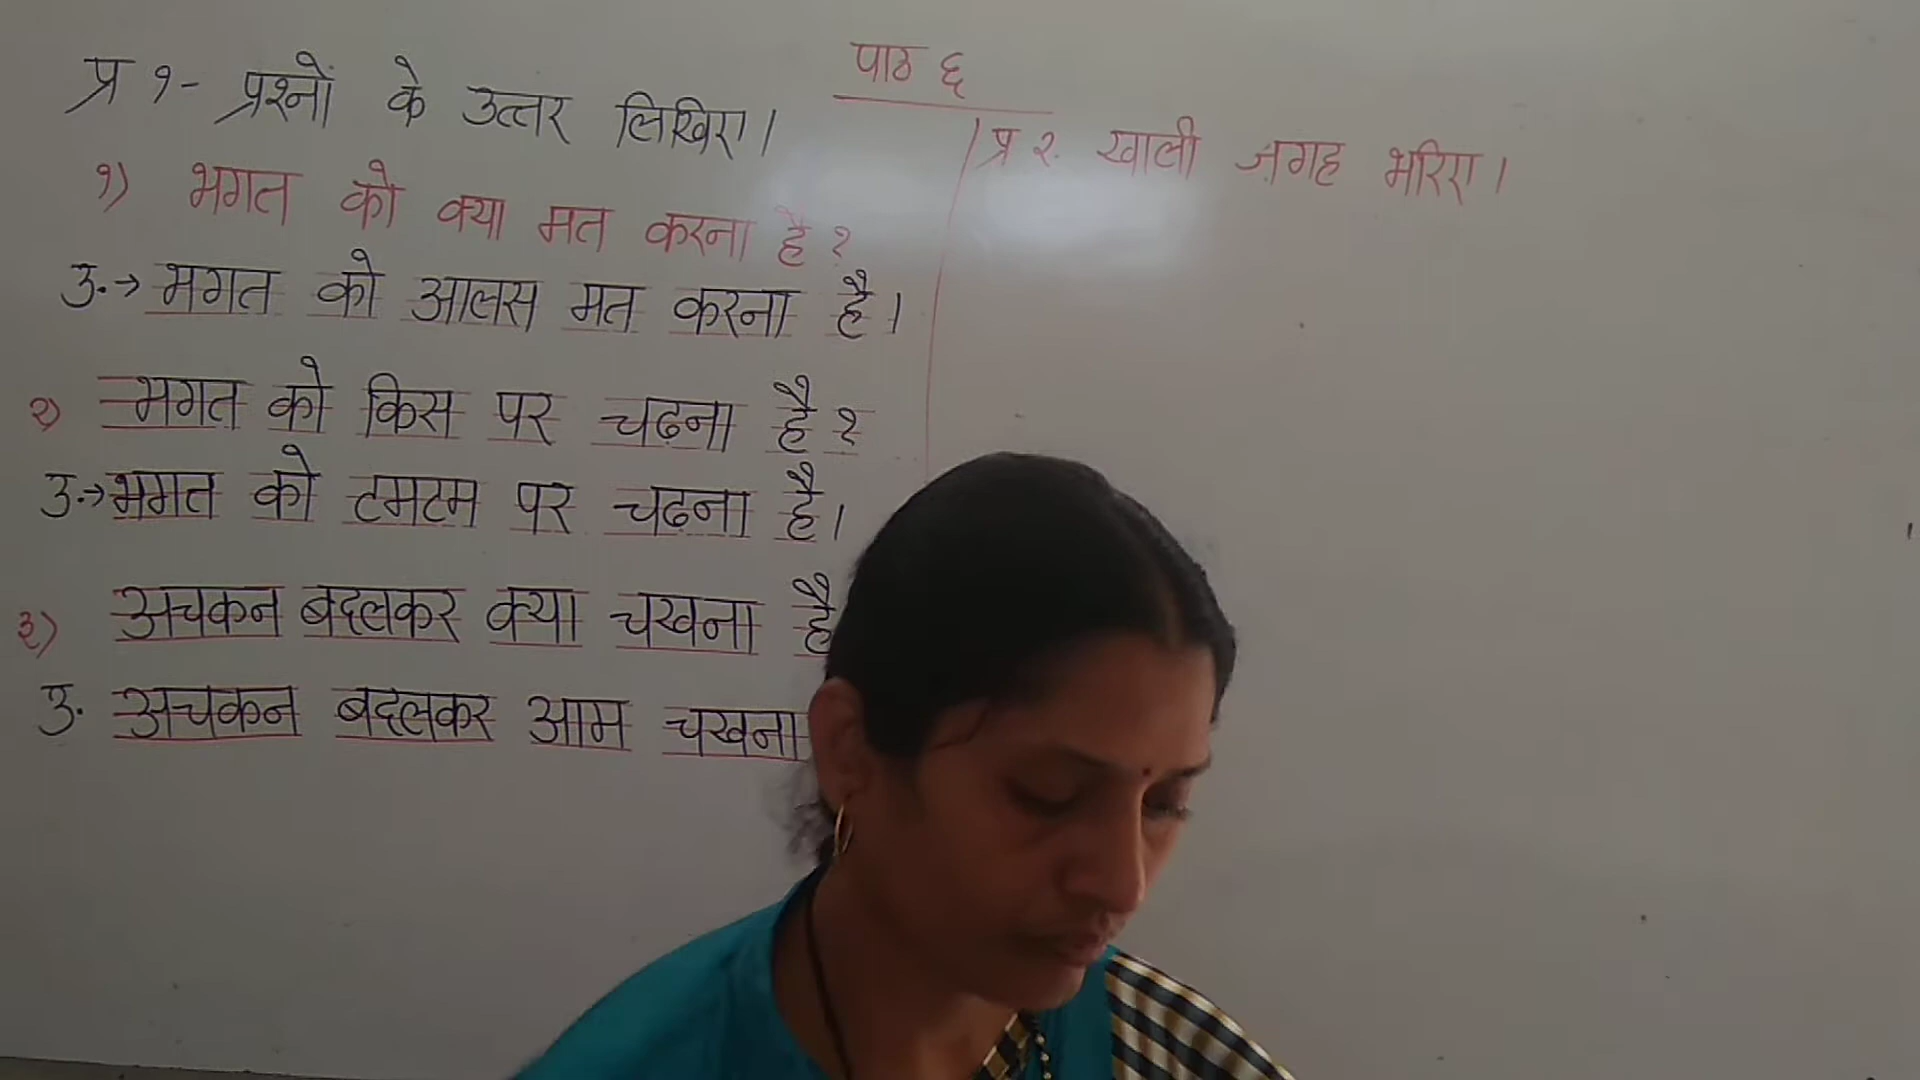 पाठ ६
प्र १- प्रश्नों के उत्तर लिखिए।
१) भगत को क्या मत करना है?
उ.→ भगत को आलस मत करना है।
२) भगत को किस पर चढ़ना है?
उ.→ भगत को टमटम पर चढ़ना है।
३) अचकन बदलकर क्या चखना है
उ. अचकन बदलकर आम चखना
प्र २. खाली जगह भरिए।